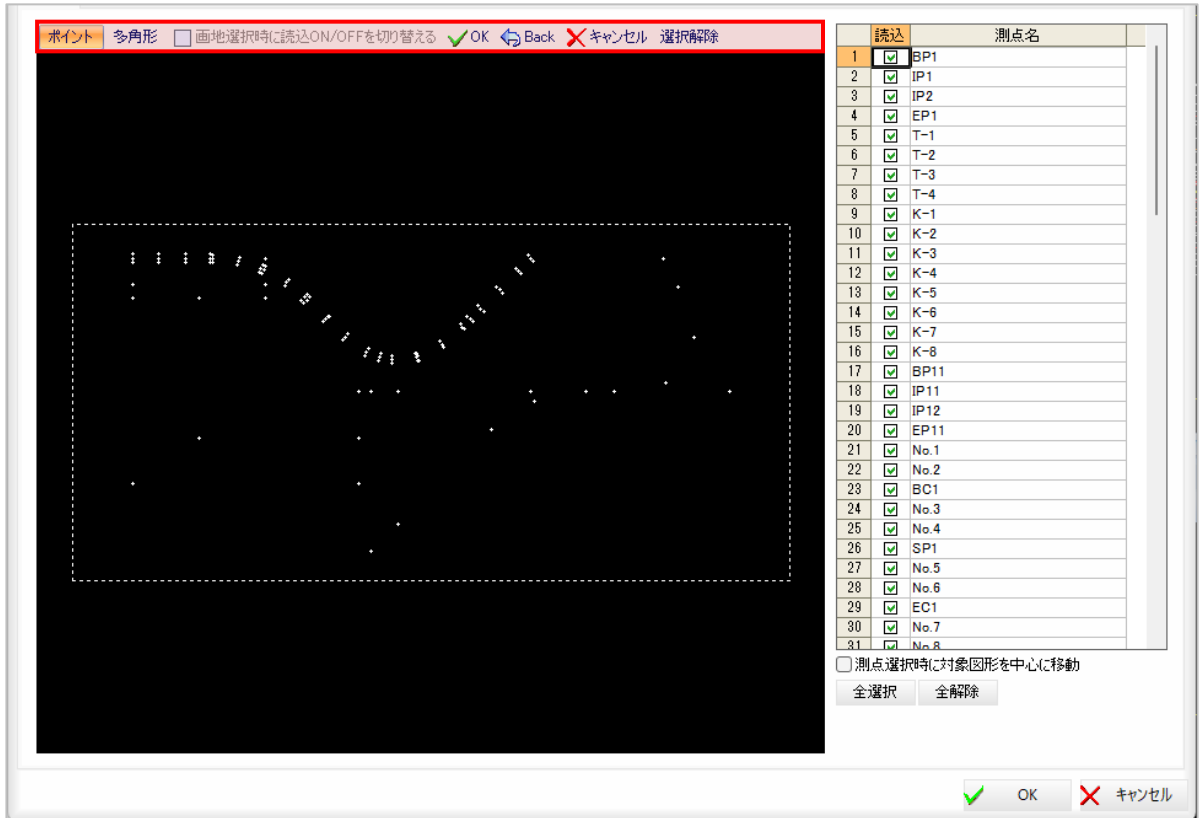 ポイント 多角形 画地選択時に読込ON/OFFを切り替える OK Back キャンセル 選択解除
読込 測点名
1 BP1
2 IP1
3 IP2
4 EP1
5 T-1
6 T-2
7 T-3
8 T-4
9 K-1
10 K-2
11 K-3
12 K-4
13 K-5
14 K-6
15 K-7
16 K-8
17 BP11
18 IP11
19 IP12
20 EP11
21 No.1
22 No.2
23 BC1
24 No.3
25 No.4
26 SP1
27 No.5
28 No.6
29 EC1
30 No.7
31 No.8
測点選択時に対象図形を中心に移動
全選択 全解除
OK キャンセル